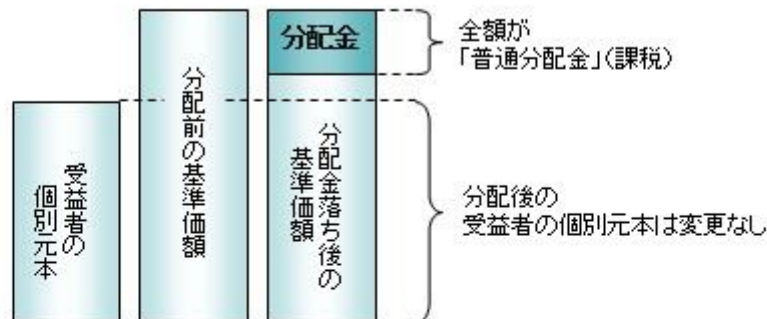 受益者の
個別元本
分配前の基準価額
分配金
分配金落ち後の
基準価額
全額が
「普通分配金」(課税)
分配後の
受益者の個別元本は変更なし